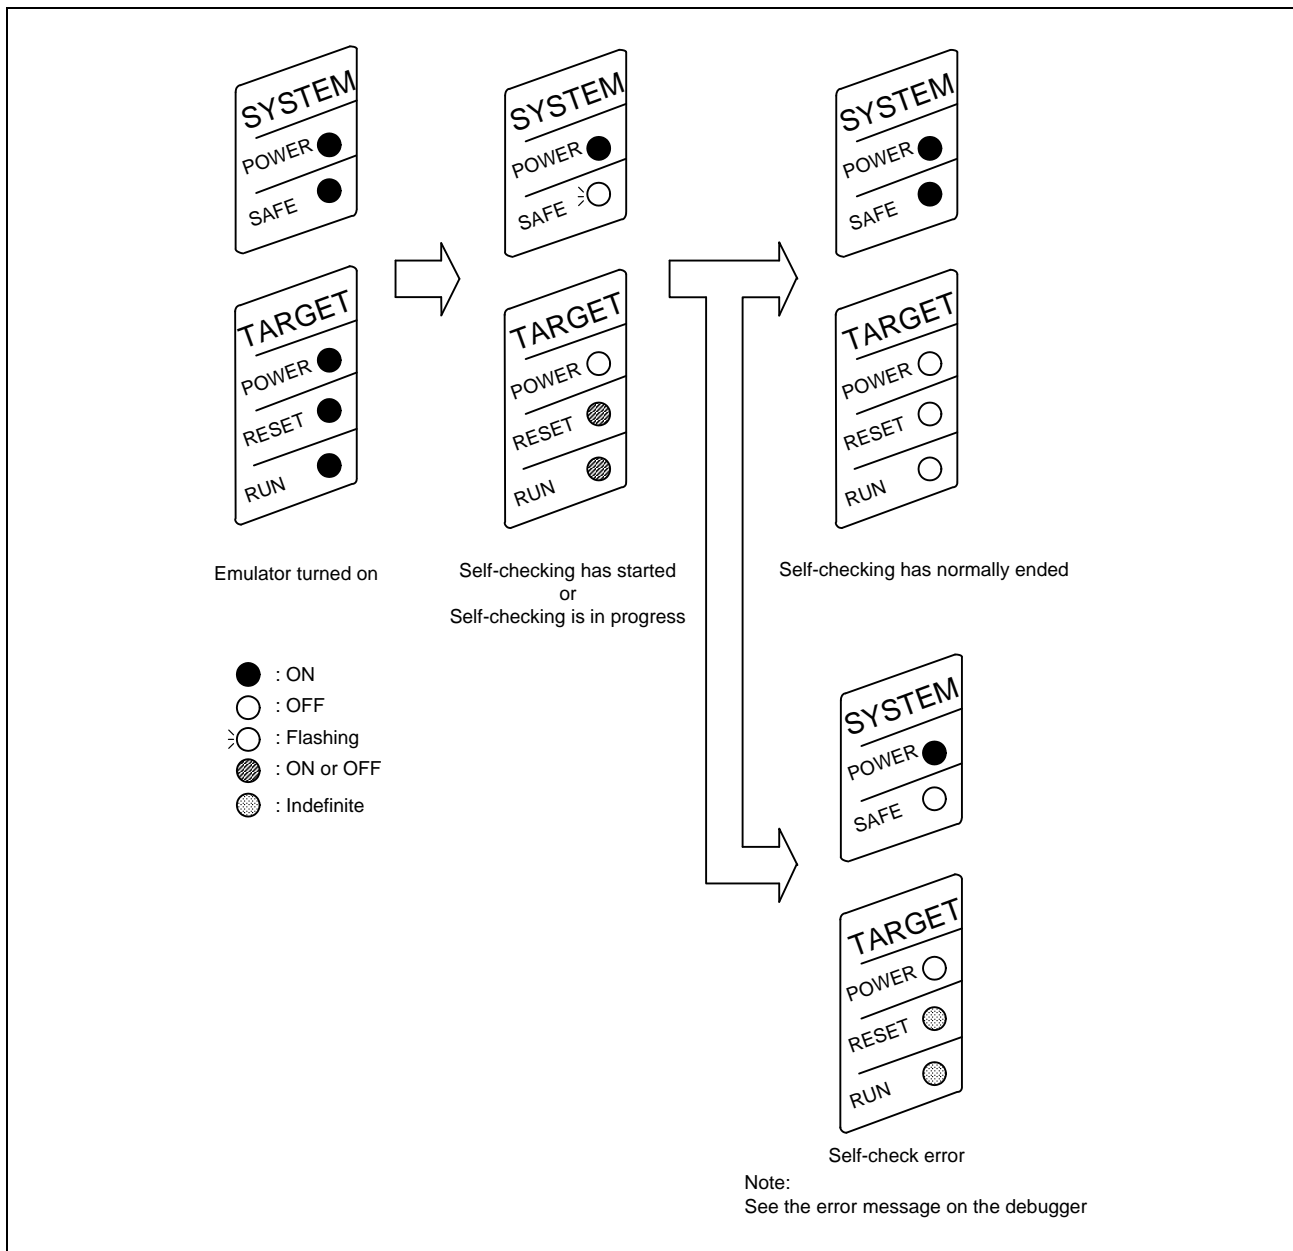 SYSTEM
POWER
SAFE
TARGET
POWER
RESET
RUN
Emulator turned on
SYSTEM
POWER
SAFE
TARGET
POWER
RESET
RUN
Self-checking has started
or
Self-checking is in progress
SYSTEM
POWER
SAFE
TARGET
POWER
RESET
RUN
Self-checking has normally ended
: ON
: OFF
: Flashing
: ON or OFF
: Indefinite
SYSTEM
POWER
SAFE
TARGET
POWER
RESET
RUN
Self-check error
Note:
See the error message on the debugger